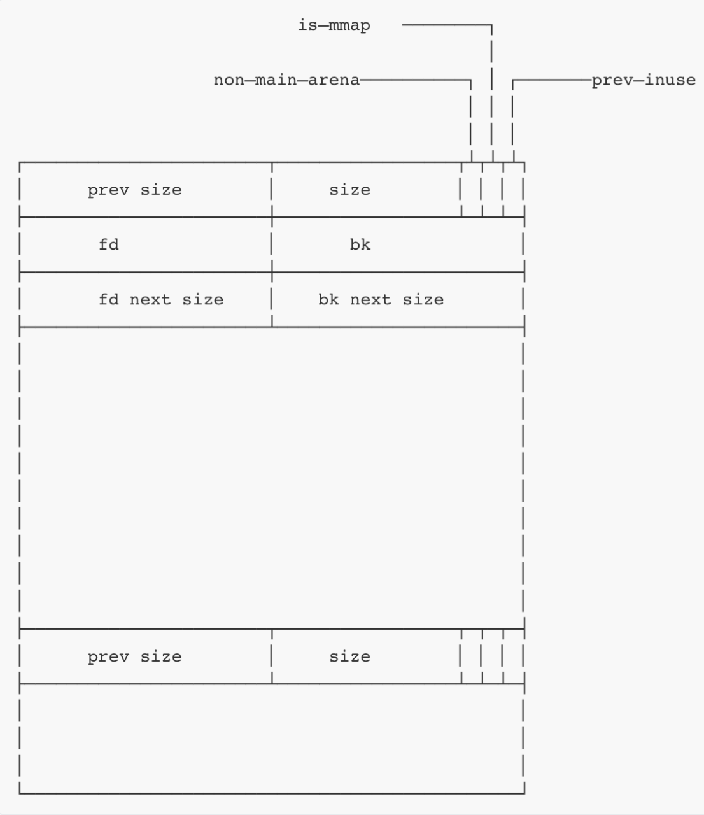 is—mmap
non—main—arena prev—inuse
prev size size
fd bk
fd next size bk next size
prev size size